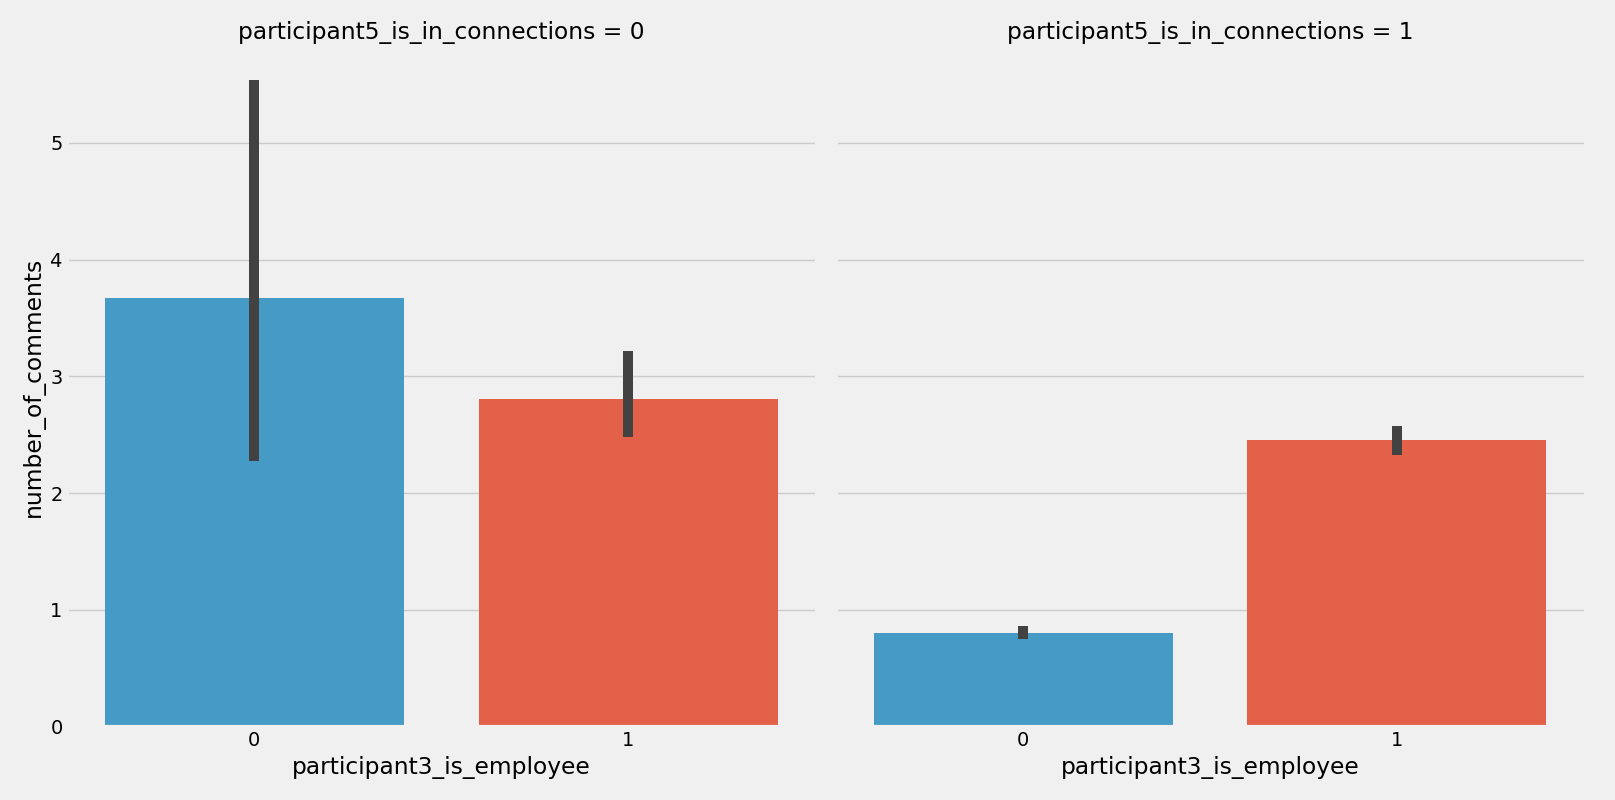 participant5_is_in_connections = 0
participant5_is_in_connections = 1
number_of_comments
5
4
3
2
1
0
0
1
0
1
participant3_is_employee
participant3_is_employee